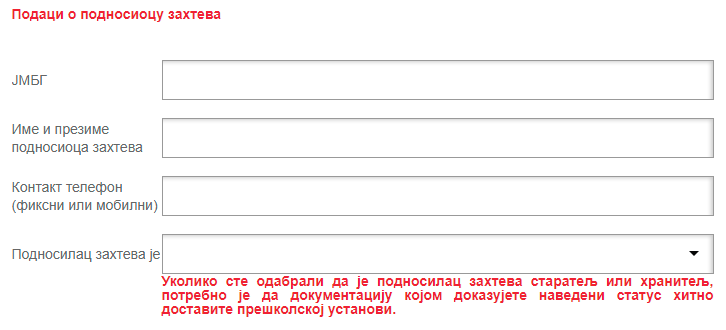 Подаци о подносиоцу захтева
ЈМБГ
Име и презиме
подносиоца захтева
Контакт телефон
(фиксни или мобилни)
Подносилац захтева је
Уколико сте одабрали да је подносилац захтева старатељ или хранитељ,
потребно је да документацију којом доказујете наведени статус хитно
доставите прешколској установи.